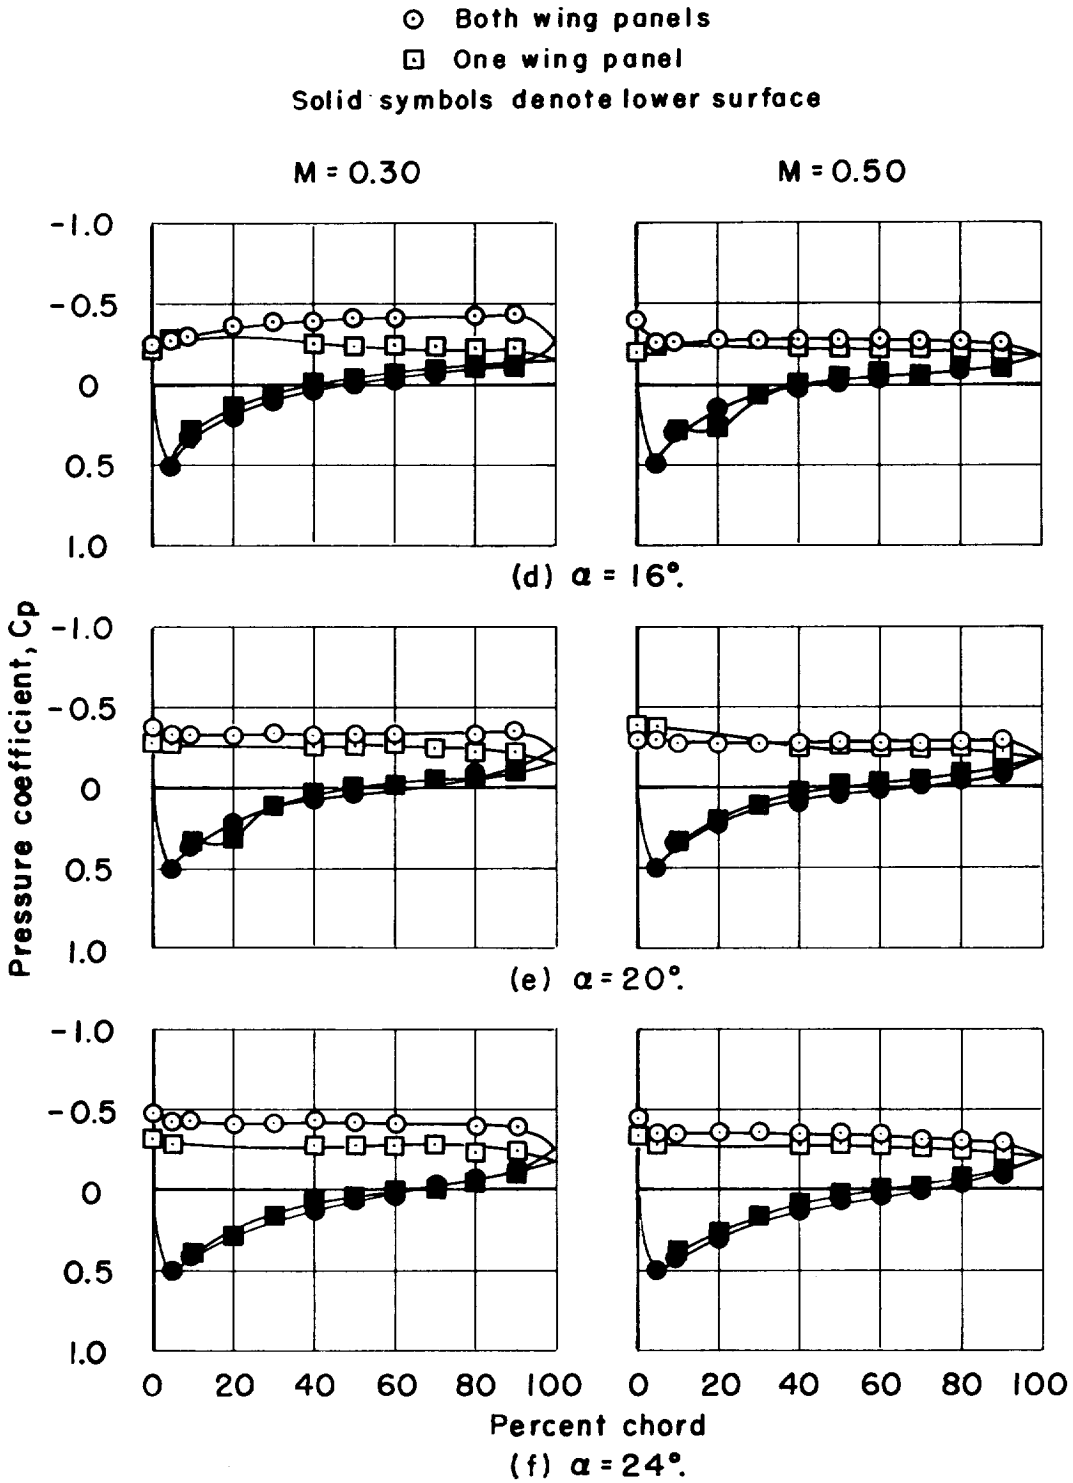 Both wing panels
One wing panel
Solid symbols denote lower surface
M = 0.30
M = 0.50
-1.0
-0.5
0
0.5
1.0
(d) α = 16°.
Pressure coefficient, Cp
-1.0
-0.5
0
0.5
1.0
(e) α = 20°.
-1.0
-0.5
0
0.5
1.0
0 20 40 60 80 100
0 20 40 60 80 100
Percent chord
(f) α = 24°.